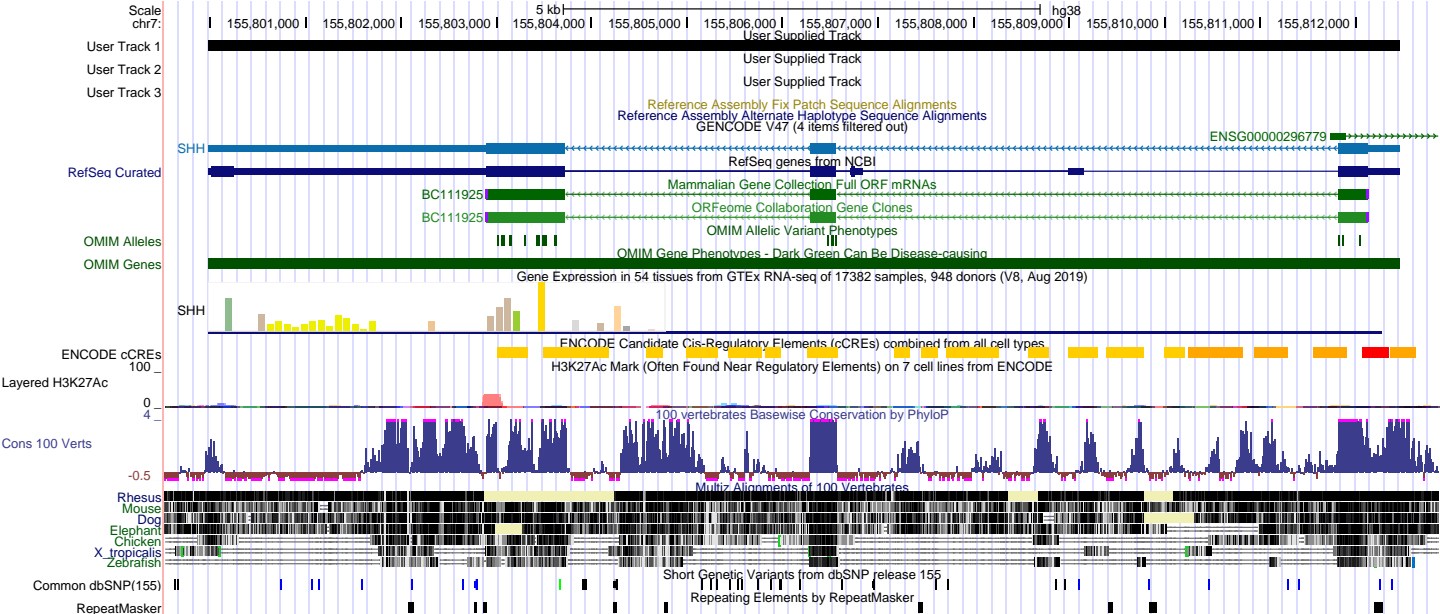 Scale 5 kb hg38
chr7: 155,801,000 155,802,000 155,803,000 155,804,000 155,805,000 155,806,000 155,807,000 155,808,000 155,809,000 155,810,000 155,811,000 155,812,000
User Supplied Track
User Track 1
User Supplied Track
User Track 2
User Supplied Track
User Track 3
Reference Assembly Fix Patch Sequence Alignments
Reference Assembly Alternate Haplotype Sequence Alignments
GENCODE V47 (4 items filtered out)
ENSG00000296779
SHH
RefSeq genes from NCBI
RefSeq Curated
Mammalian Gene Collection Full ORF mRNAs
BC111925
ORFeome Collaboration Gene Clones
BC111925
OMIM Allelic Variant Phenotypes
OMIM Alleles
OMIM Gene Phenotypes - Dark Green Can Be Disease-causing
OMIM Genes
Gene Expression in 54 tissues from GTEx RNA-seq of 17382 samples, 948 donors (V8, Aug 2019)
SHH
ENCODE Candidate Cis-Regulatory Elements (cCREs) combined from all cell types
ENCODE cCREs
H3K27Ac Mark (Often Found Near Regulatory Elements) on 7 cell lines from ENCODE
100 _
Layered H3K27Ac
0 _
100 vertebrates Basewise Conservation by PhyloP
4 _
Cons 100 Verts
-0.5 _
Multiz Alignments of 100 Vertebrates
Rhesus
Mouse
Dog
Elephant
Chicken
X_tropicalis
Zebrafish
Short Genetic Variants from dbSNP release 155
Common dbSNP(155)
Repeating Elements by RepeatMasker
RepeatMasker